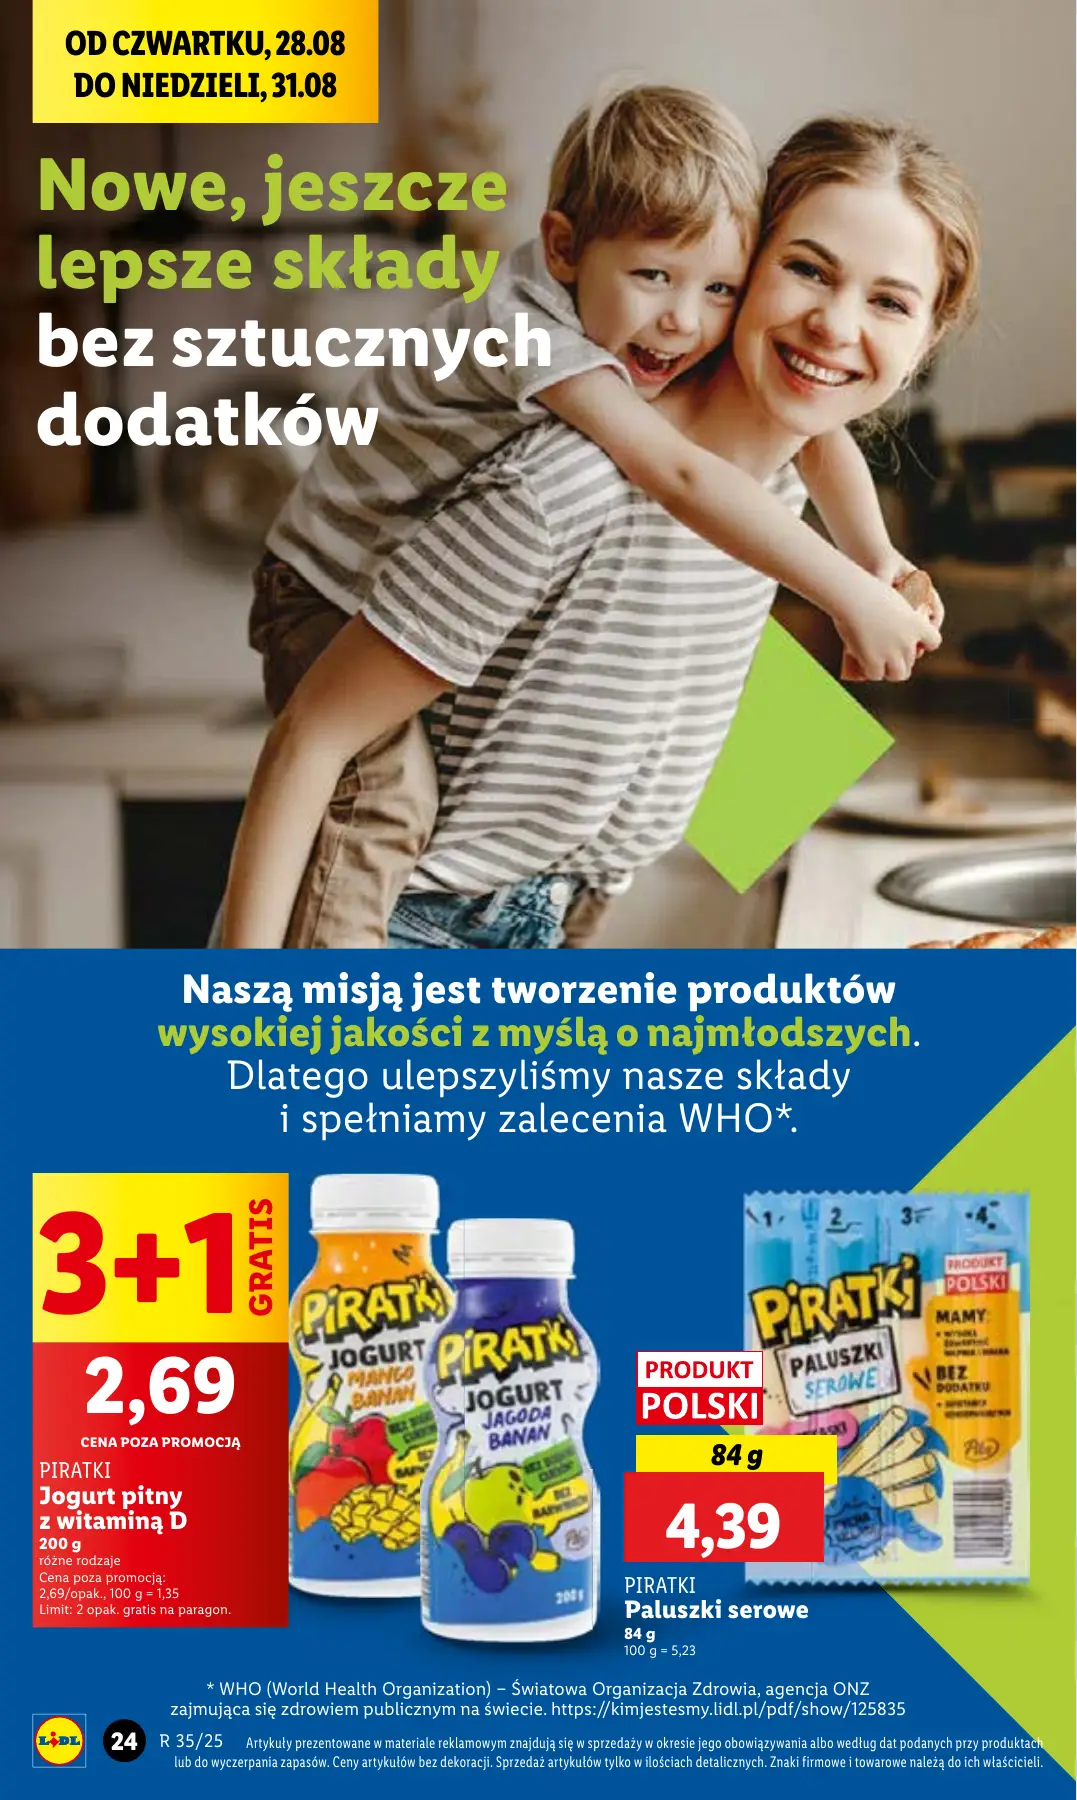 OD CZWARTKU, 28.08
DO NIEDZIELI, 31.08
Nowe, jeszcze
lepsze składy
bez sztucznych
dodatków
Naszą misją jest tworzenie produktów
wysokiej jakości z myślą o najmłodszych.
Dlatego ulepszyliśmy nasze składy
i spełniamy zalecenia WHO*.
3+1
GRATIS
2,69
CENA POZA PROMOCJĄ
PIRATKI
Jogurt pitny
z witaminą D
200 g
różne rodzaje
Cena poza promocją:
2,69/opak., 100 g = 1,35
Limit: 2 opak. gratis na paragon.
PIRATKI
JOGURT
MANGO
BANAN
PIRATKI
JOGURT
JAGODA
BANAN
200 g
1 2 3 4
PIRATKI
PALUSZKI
SEROWE
PRODUKT
POLSKI
MAMY:
BEZ
DODATKU
Pilos
PRODUKT
POLSKI
84 g
4,39
PIRATKI
Paluszki serowe
84 g
100 g = 5,23
* WHO (World Health Organization) – Światowa Organizacja Zdrowia, agencja ONZ
zajmująca się zdrowiem publicznym na świecie. https://kimjestesmy.lidl.pl/pdf/show/125835
LIDL
24
R 35/25
Artykuły prezentowane w materiale reklamowym znajdują się w sprzedaży w okresie jego obowiązywania albo według dat podanych przy produktach
lub do wyczerpania zapasów. Ceny artykułów bez dekoracji. Sprzedaż artykułów tylko w ilościach detalicznych. Znaki firmowe i towarowe należą do ich właścicieli.